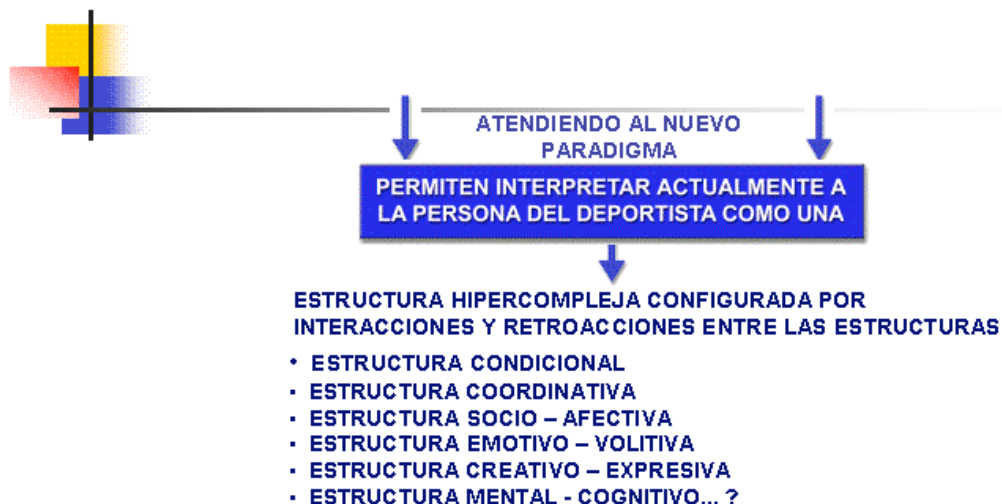 ATENDIENDO AL NUEVO
PARADIGMA
PERMITEN INTERPRETAR ACTUALMENTE A
LA PERSONA DEL DEPORTISTA COMO UNA
ESTRUCTURA HIPERCOMPLEJA CONFIGURADA POR
INTERACCIONES Y RETROACCIONES ENTRE LAS ESTRUCTURAS
• ESTRUCTURA CONDICIONAL
▪ ESTRUCTURA COORDINATIVA
▪ ESTRUCTURA SOCIO – AFECTIVA
▪ ESTRUCTURA EMOTIVO – VOLITIVA
▪ ESTRUCTURA CREATIVO – EXPRESIVA
▪ ESTRUCTURA MENTAL - COGNITIVO... ?